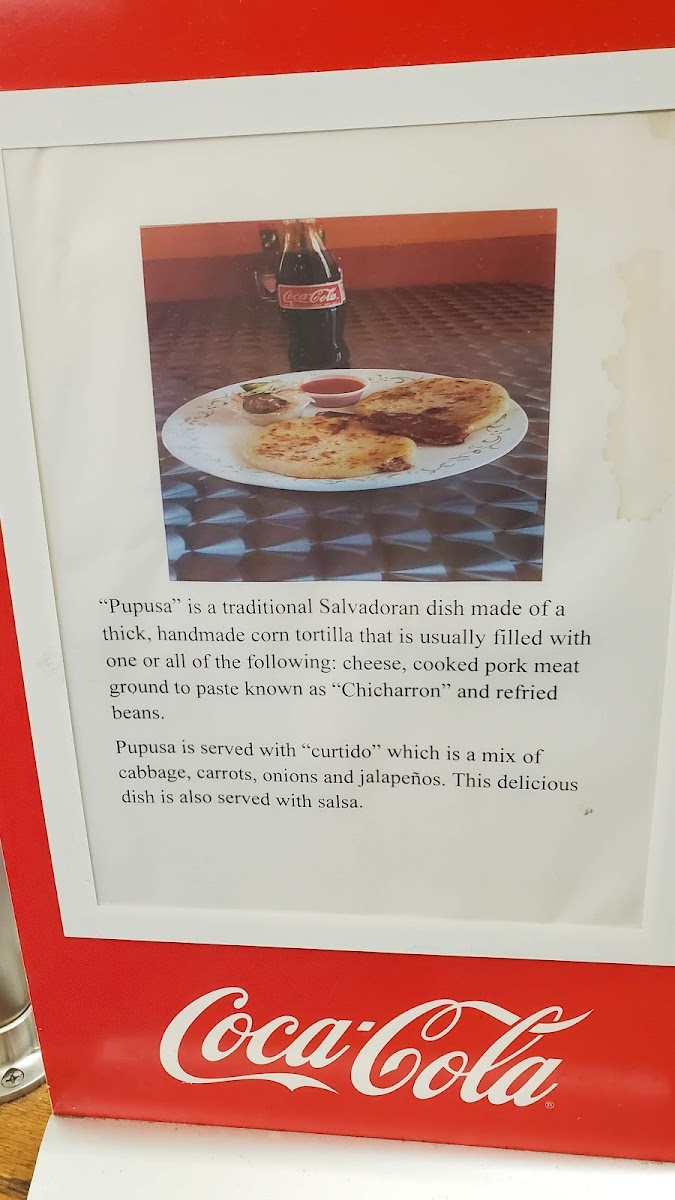 Coca-Cola
“Pupusa” is a traditional Salvadoran dish made of a
thick, handmade corn tortilla that is usually filled with
one or all of the following: cheese, cooked pork meat
ground to paste known as “Chicharron” and refried
beans.
Pupusa is served with “curtido” which is a mix of
cabbage, carrots, onions and jalapeños. This delicious
dish is also served with salsa.
Coca-Cola®